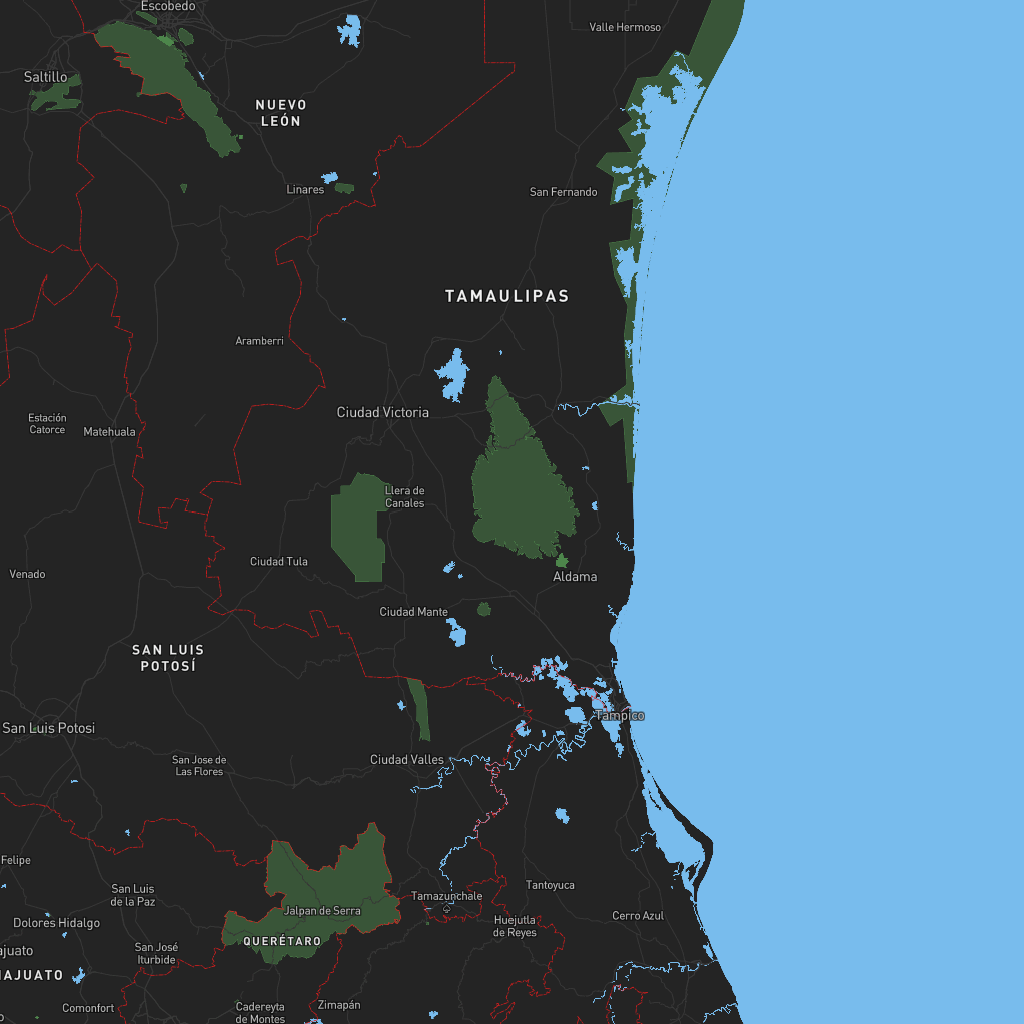 Escobedo
Valle Hermoso
Saltillo
NUEVO
LEÓN
Linares
San Fernando
TAMAULIPAS
Aramberri
Ciudad Victoria
Estación
Catorce
Matehuala
Llera de
Canales
Ciudad Tula
Venado
Aldama
Ciudad Mante
SAN LUIS
POTOSÍ
Tampico
San Luis Potosi
San Jose de
Las Flores
Ciudad Valles
Felipe
San Luis
de la Paz
Tamazunchale
Tantoyuca
Jalpan de Serra
Dolores Hidalgo
Huejutla
de Reyes
Cerro Azul
QUERÉTARO
San José
Iturbide
ajuato
AJUATO
Comonfort
Cadereyta
de Montes
Zimapán